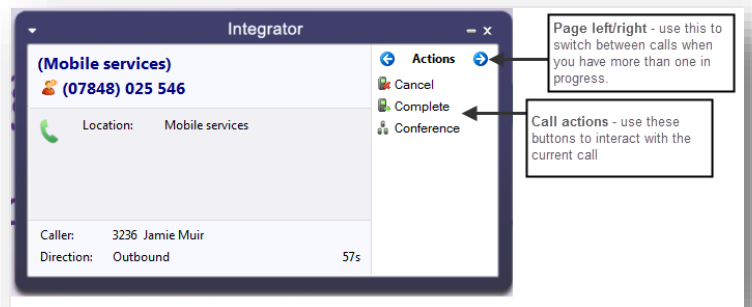 Integrator
(Mobile services)
(07848) 025 546
Location: Mobile services
Caller: 3236 Jamie Muir
Direction: Outbound 57s
Actions
Cancel
Complete
Conference
Page left/right - use this to
switch between calls when
you have more than one in
progress.
Call actions - use these
buttons to interact with the
current call